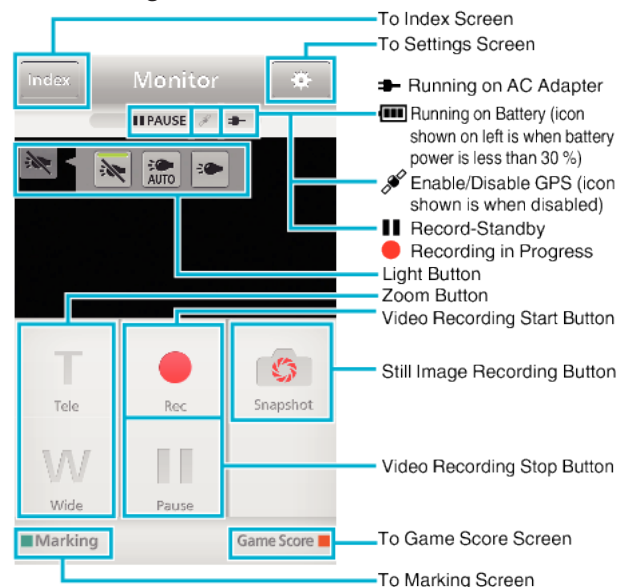 To Index Screen
To Settings Screen
Index
Monitor
Running on AC Adapter
PAUSE
Running on Battery (icon
shown on left is when battery
power is less than 30 %)
AUTO
Enable/Disable GPS (icon
shown is when disabled)
Record-Standby
Recording in Progress
Light Button
Zoom Button
Video Recording Start Button
T
Tele
Rec
Snapshot
Still Image Recording Button
W
Wide
Pause
Video Recording Stop Button
Marking
Game Score
To Game Score Screen
To Marking Screen